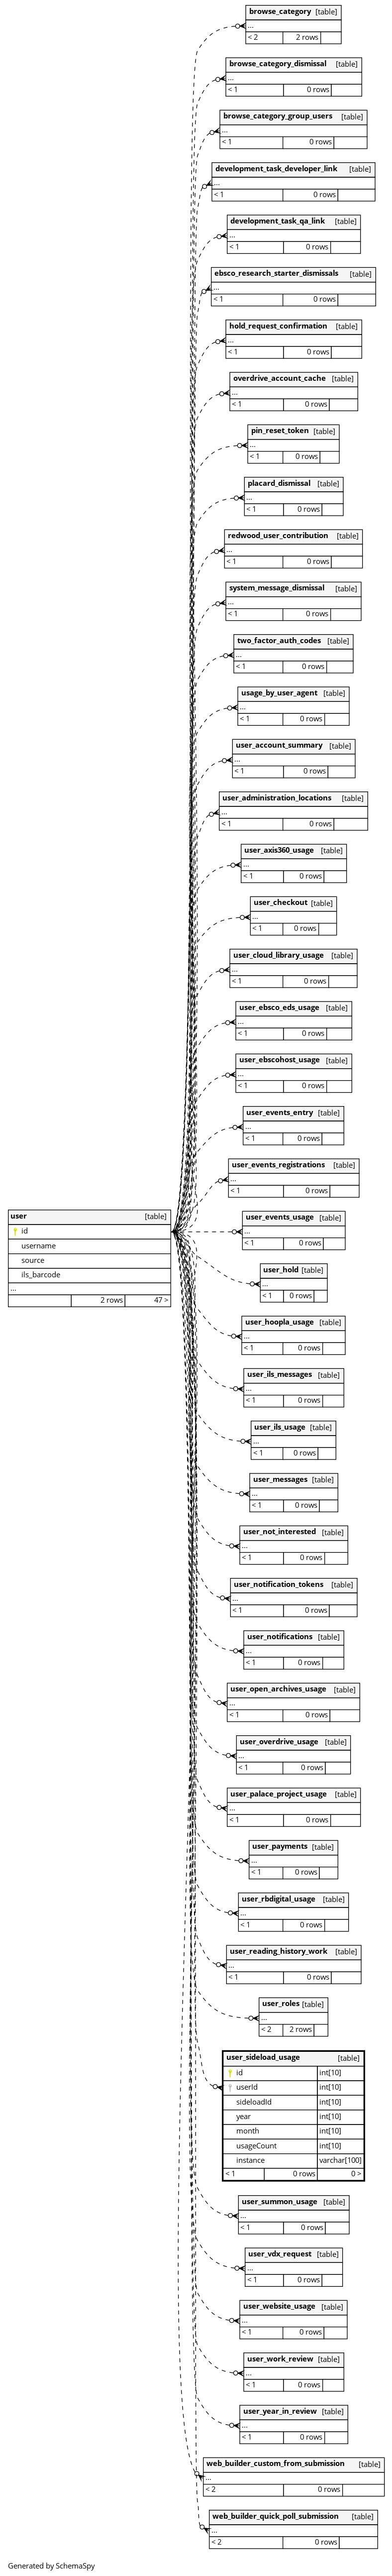 browse_category [table]
...
< 2 2 rows
browse_category_dismissal [table]
...
< 1 0 rows
browse_category_group_users [table]
...
< 1 0 rows
development_task_developer_link [table]
...
< 1 0 rows
development_task_qa_link [table]
...
< 1 0 rows
ebsco_research_starter_dismissals [table]
...
< 1 0 rows
hold_request_confirmation [table]
...
< 1 0 rows
overdrive_account_cache [table]
...
< 1 0 rows
pin_reset_token [table]
...
< 1 0 rows
placard_dismissal [table]
...
< 1 0 rows
redwood_user_contribution [table]
...
< 1 0 rows
system_message_dismissal [table]
...
< 1 0 rows
two_factor_auth_codes [table]
...
< 1 0 rows
usage_by_user_agent [table]
...
< 1 0 rows
user_account_summary [table]
...
< 1 0 rows
user_administration_locations [table]
...
< 1 0 rows
user_axis360_usage [table]
...
< 1 0 rows
user_checkout [table]
...
< 1 0 rows
user_cloud_library_usage [table]
...
< 1 0 rows
user_ebsco_eds_usage [table]
...
< 1 0 rows
user_ebscohost_usage [table]
...
< 1 0 rows
user_events_entry [table]
...
< 1 0 rows
user_events_registrations [table]
...
< 1 0 rows
user [table]
id
username
source
ils_barcode
...
2 rows 47 >
user_events_usage [table]
...
< 1 0 rows
user_hold [table]
...
< 1 0 rows
user_hoopla_usage [table]
...
< 1 0 rows
user_ils_messages [table]
...
< 1 0 rows
user_ils_usage [table]
...
< 1 0 rows
user_messages [table]
...
< 1 0 rows
user_not_interested [table]
...
< 1 0 rows
user_notification_tokens [table]
...
< 1 0 rows
user_notifications [table]
...
< 1 0 rows
user_open_archives_usage [table]
...
< 1 0 rows
user_overdrive_usage [table]
...
< 1 0 rows
user_palace_project_usage [table]
...
< 1 0 rows
user_payments [table]
...
< 1 0 rows
user_rbdigital_usage [table]
...
< 1 0 rows
user_reading_history_work [table]
...
< 1 0 rows
user_roles [table]
...
< 2 2 rows
user_sideload_usage [table]
id int[10]
userId int[10]
sideloadId int[10]
year int[10]
month int[10]
usageCount int[10]
instance varchar[100]
< 1 0 rows 0 >
user_summon_usage [table]
...
< 1 0 rows
user_vdx_request [table]
...
< 1 0 rows
user_website_usage [table]
...
< 1 0 rows
user_work_review [table]
...
< 1 0 rows
user_year_in_review [table]
...
< 1 0 rows
web_builder_custom_from_submission [table]
...
< 2 0 rows
web_builder_quick_poll_submission [table]
...
< 2 0 rows
Generated by SchemaSpy